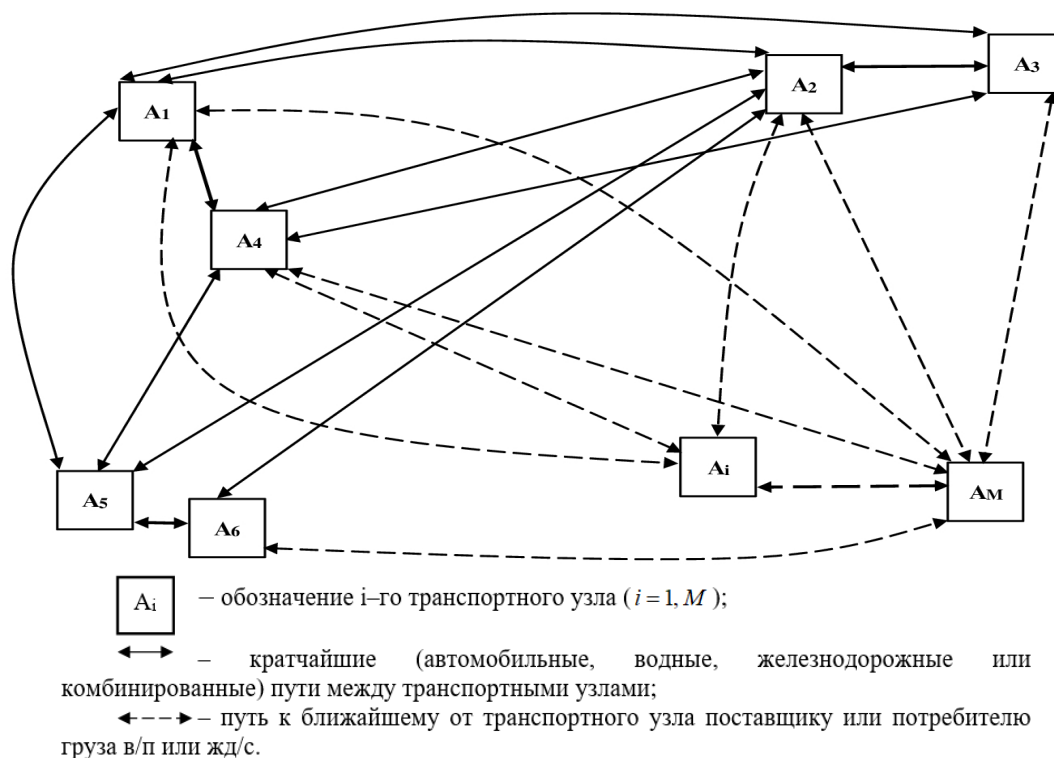 A3
A2
A1
A4
Ai
A5
AM
A6
Ai – обозначение i–го транспортного узла ( i = 1, M );
– кратчайшие (автомобильные, водные, железнодорожные или
комбинированные) пути между транспортными узлами;
– путь к ближайшему от транспортного узла поставщику или потребителю
груза в/п или жд/с.